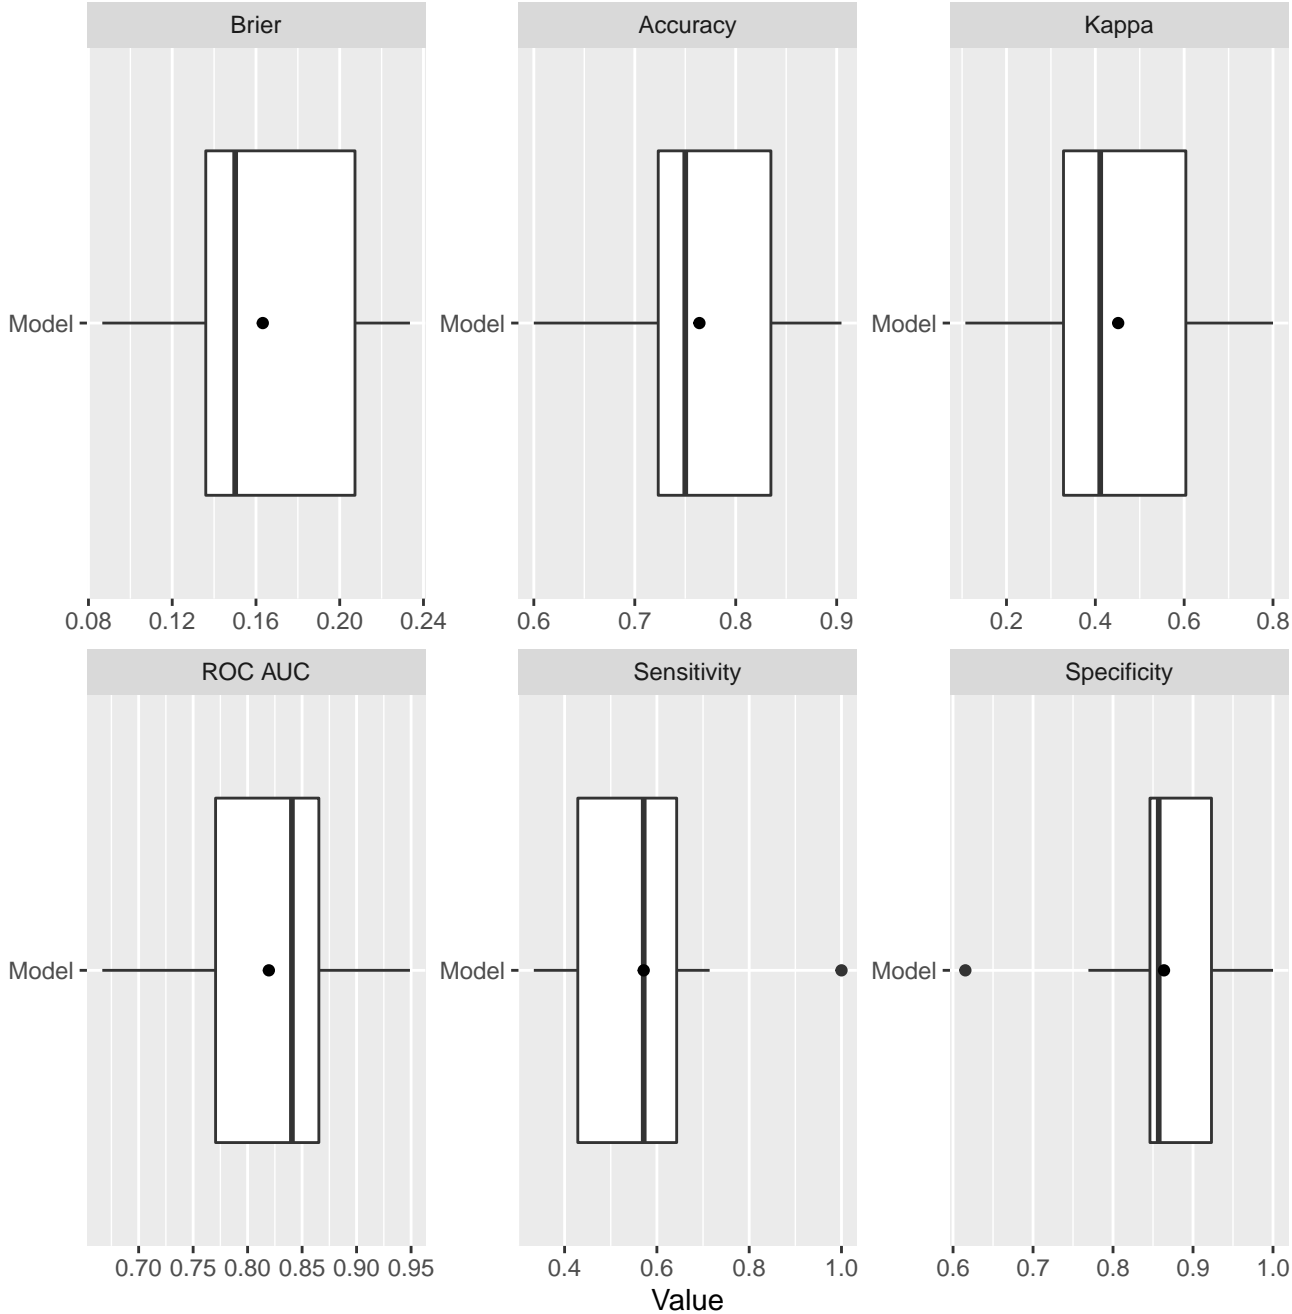 Brier Accuracy Kappa
Model Model Model
0.08 0.12 0.16 0.20 0.24 0.6 0.7 0.8 0.9 0.2 0.4 0.6 0.8
ROC AUC Sensitivity Specificity
Model Model Model
0.70 0.75 0.80 0.85 0.90 0.95 0.4 0.6 0.8 1.0 0.6 0.7 0.8 0.9 1.0
Value